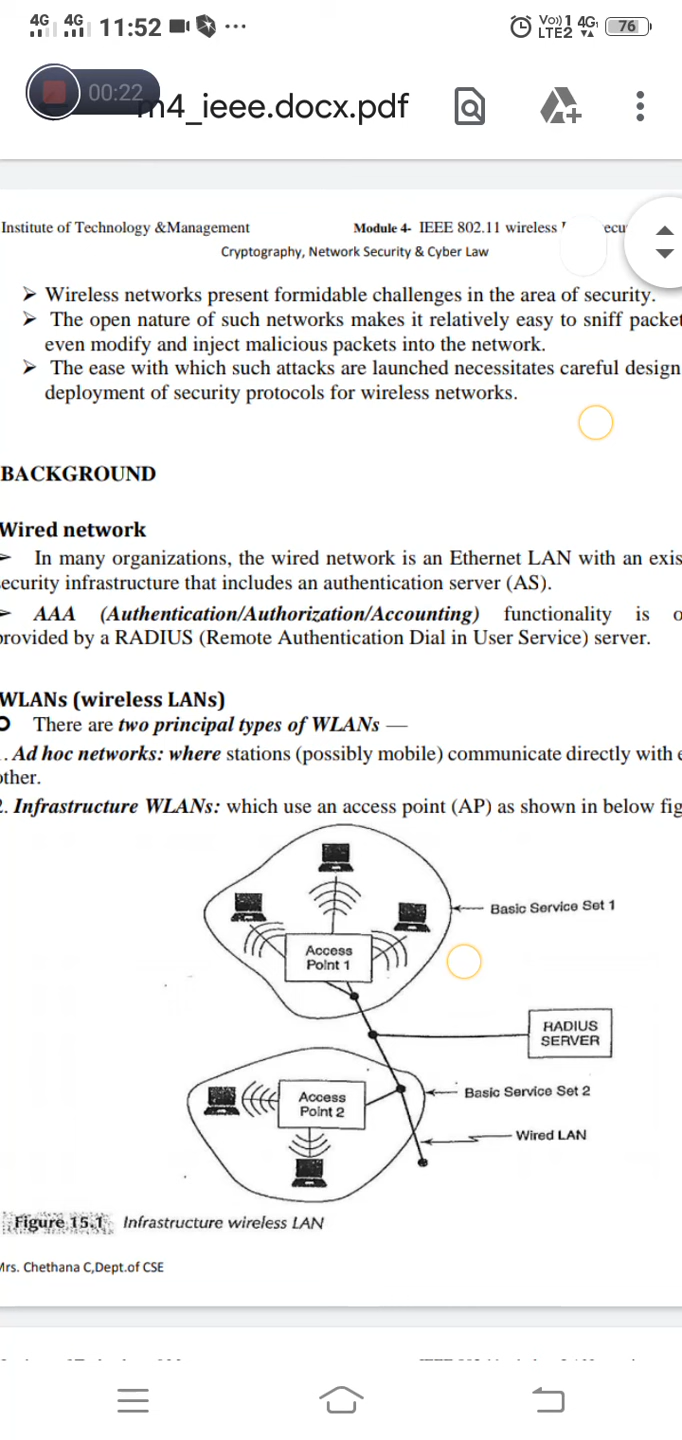 4G 4G 11:52 ... Vo)) 1 4G 76
LTE2
00:22 m4_ieee.docx.pdf
Institute of Technology &Management Module 4- IEEE 802.11 wireless
Cryptography, Network Security & Cyber Law
➤ Wireless networks present formidable challenges in the area of security.
➤ The open nature of such networks makes it relatively easy to sniff packet
even modify and inject malicious packets into the network.
➤ The ease with which such attacks are launched necessitates careful design
deployment of security protocols for wireless networks.
BACKGROUND
Wired network
➤ In many organizations, the wired network is an Ethernet LAN with an exis
ecurity infrastructure that includes an authentication server (AS).
➤ AAA (Authentication/Authorization/Accounting) functionality is o
provided by a RADIUS (Remote Authentication Dial in User Service) server.
WLANs (wireless LANs)
There are two principal types of WLANs —
. Ad hoc networks: where stations (possibly mobile) communicate directly with e
other.
2. Infrastructure WLANs: which use an access point (AP) as shown in below fig
Basic Service Set 1
Access
Point 1
RADIUS
SERVER
Access
Point 2
Basic Service Set 2
Wired LAN
Figure 15.1 Infrastructure wireless LAN
Mrs. Chethana C,Dept.of CSE